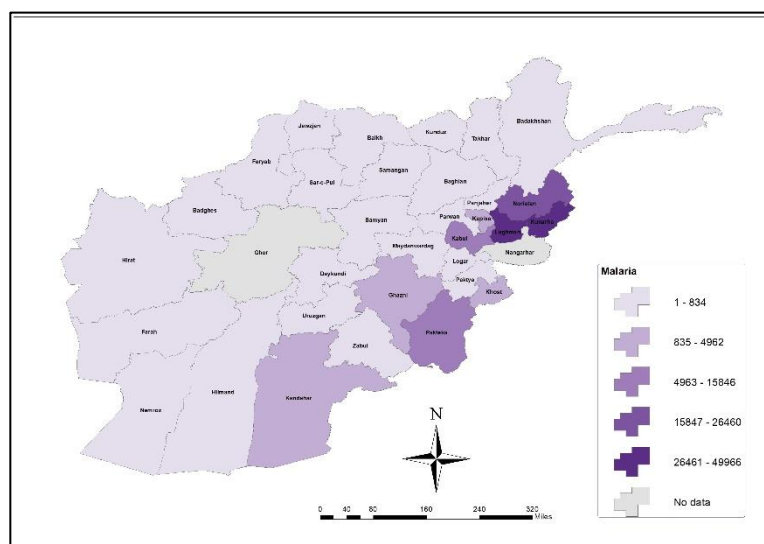 Badakhshan
Jawzjan
Balkh
Kunduz
Takhar
Faryab
Samangan
Sar-e-Pul
Baghlan
Badghes
Panjsher
Noristan
Bamyan
Parwan
Kapisa
Kunarha
Hirat
Kabul
Laghman
Ghor
Maydanwardag
Nangarhar
Logar
Daykundi
Paktya
Ghazni
Khost
Uruzgan
Farah
Paktika
Zabul
Hilmand
Kandahar
Nemroz
Malaria
1 - 834
835 - 4962
4963 - 15846
15847 - 26460
26461 - 49966
No data
N
0 40 80 160 240 320
Miles